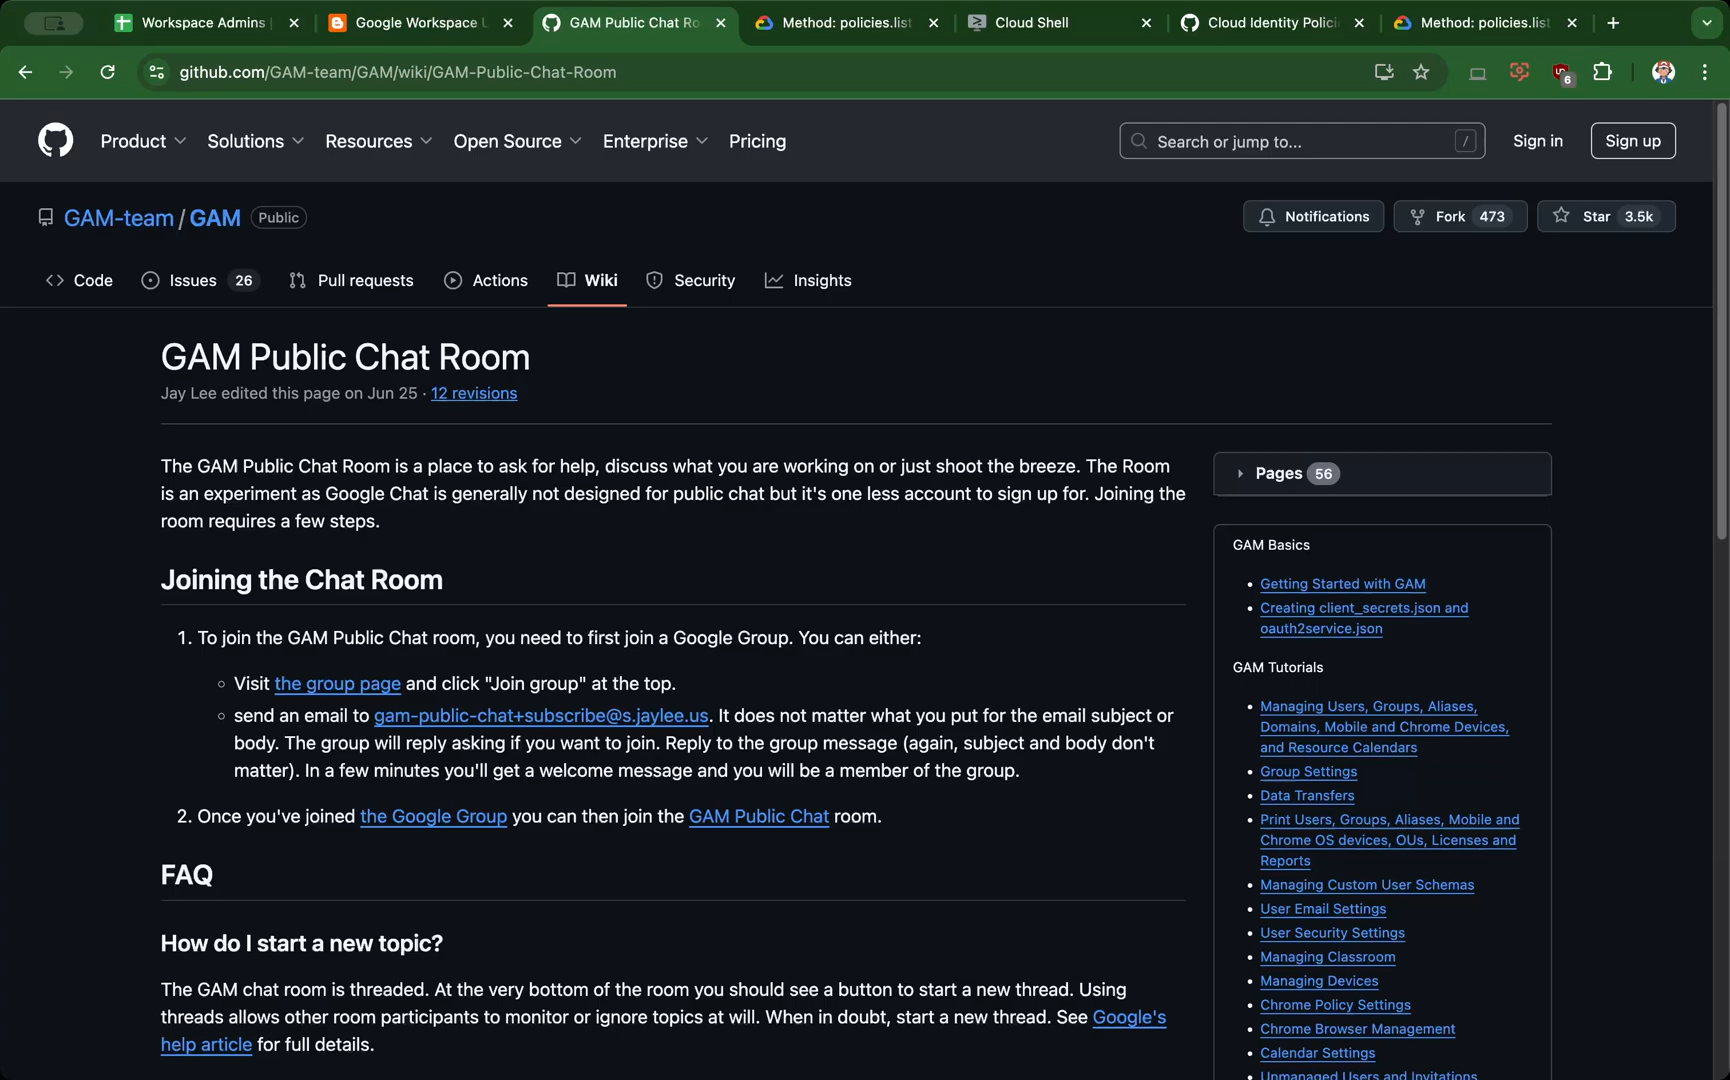 Workspace Admins
Google Workspace U
GAM Public Chat Ro
Method: policies.list
Cloud Shell
Cloud Identity Polici
Method: policies.list
github.com/GAM-team/GAM/wiki/GAM-Public-Chat-Room
6
Product
Solutions
Resources
Open Source
Enterprise
Pricing
Search or jump to...
/
Sign in
Sign up
GAM-team / GAM Public
Notifications
Fork 473
Star 3.5k
Code
Issues 26
Pull requests
Actions
Wiki
Security
Insights
GAM Public Chat Room
Jay Lee edited this page on Jun 25 · 12 revisions
The GAM Public Chat Room is a place to ask for help, discuss what you are working on or just shoot the breeze. The Room
is an experiment as Google Chat is generally not designed for public chat but it's one less account to sign up for. Joining the
room requires a few steps.
Joining the Chat Room
1. To join the GAM Public Chat room, you need to first join a Google Group. You can either:
Visit the group page and click "Join group" at the top.
send an email to gam-public-chat+subscribe@s.jaylee.us. It does not matter what you put for the email subject or
body. The group will reply asking if you want to join. Reply to the group message (again, subject and body don't
matter). In a few minutes you'll get a welcome message and you will be a member of the group.
2. Once you've joined the Google Group you can then join the GAM Public Chat room.
FAQ
How do I start a new topic?
The GAM chat room is threaded. At the very bottom of the room you should see a button to start a new thread. Using
threads allows other room participants to monitor or ignore topics at will. When in doubt, start a new thread. See Google's
help article for full details.
Pages 56
GAM Basics
Getting Started with GAM
Creating client_secrets.json and
oauth2service.json
GAM Tutorials
Managing Users, Groups, Aliases,
Domains, Mobile and Chrome Devices,
and Resource Calendars
Group Settings
Data Transfers
Print Users, Groups, Aliases, Mobile and
Chrome OS devices, OUs, Licenses and
Reports
Managing Custom User Schemas
User Email Settings
User Security Settings
Managing Classroom
Managing Devices
Chrome Policy Settings
Chrome Browser Management
Calendar Settings
Unmanaged Users and Invitations